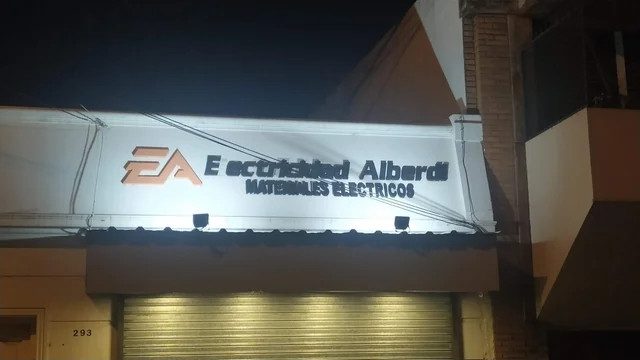 EA E ectricidad Alberdi
MATERIALES ELECTRICOS
293